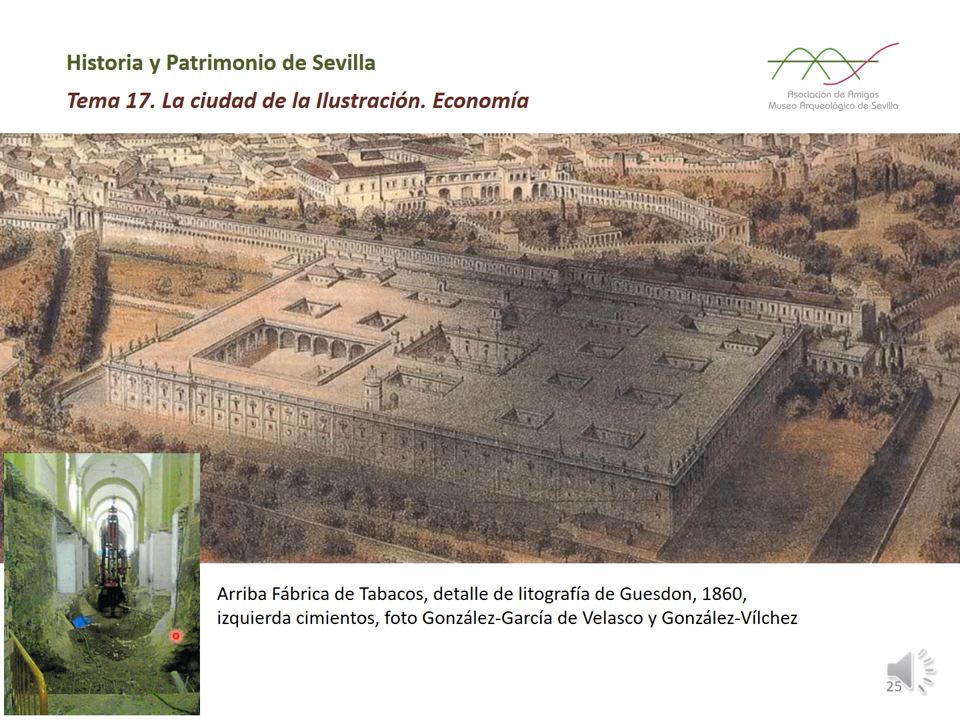 Historia y Patrimonio de Sevilla
Tema 17. La ciudad de la Ilustración. Economía
Asociación de Amigos
Museo Arqueológico de Sevilla
Arriba Fábrica de Tabacos, detalle de litografía de Guesdon, 1860,
izquierda cimientos, foto González-García de Velasco y González-Vílchez
25